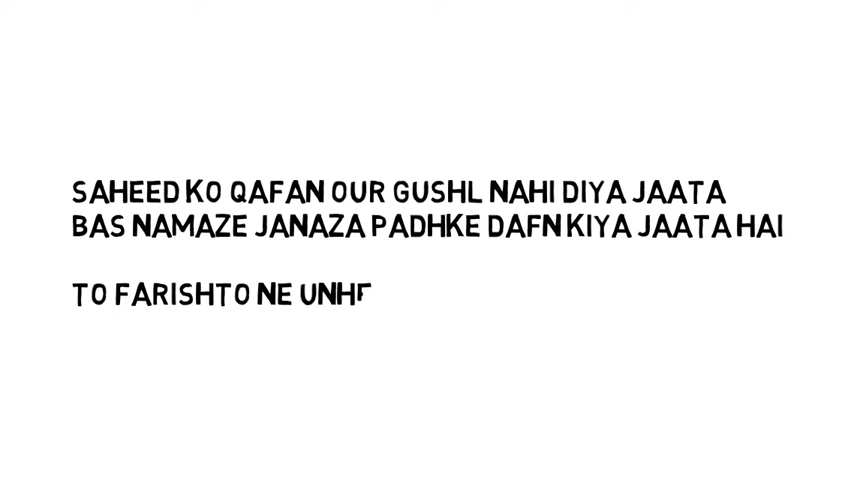 SAHEED KO QAFAN OUR GUSHL NAHI DIYA JAATA
BAS NAMAZE JANAZA PADHKE DAFN KIYA JAATA HAI
TO FARISHTO NE